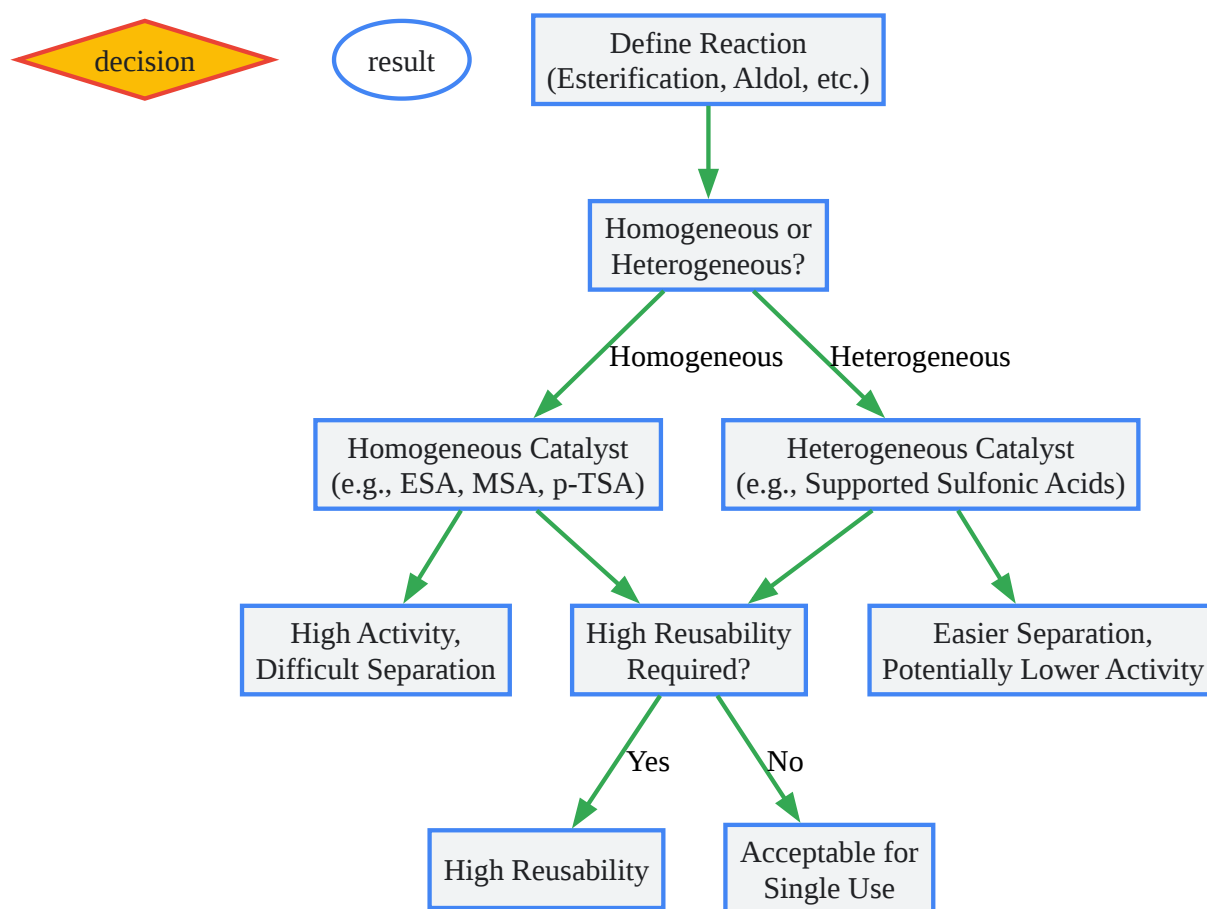 decision
result
Define Reaction
(Esterification, Aldol, etc.)
Homogeneous or
Heterogeneous?
Homogeneous
Heterogeneous
Homogeneous Catalyst
(e.g., ESA, MSA, p-TSA)
Heterogeneous Catalyst
(e.g., Supported Sulfonic Acids)
High Activity,
Difficult Separation
High Reusability
Required?
Easier Separation,
Potentially Lower Activity
Yes
No
High Reusability
Acceptable for
Single Use